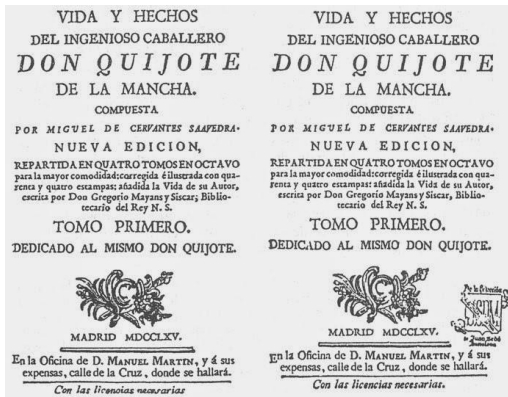 VIDA Y HECHOS
DEL INGENIOSO CABALLERO
DON QUIJOTE
DE LA MANCHA.
COMPUESTA
POR MIGUEL DE CERVANTES SAAVEDRA.
NUEVA EDICION,
REPARTIDA EN QUATRO TOMOS EN OCTAVO
para la mayor comodidad: corregida é ilustrada con qua-
renta y quatro estampas: añadida la Vida de su Autor,
escrita por Don Gregorio Mayans y Siscar; Biblio-
tecario del Rey N. S.
TOMO PRIMERO.
DEDICADO AL MISMO DON QUIJOTE.
MADRID MDCCLXV.
En la Oficina de D. MANUEL MARTIN, y á sus
expensas, calle de la Cruz, donde se hallará.
Con las licencias necesarias
VIDA Y HECHOS
DEL INGENIOSO CABALLERO
DON QUIJOTE
DE LA MANCHA.
COMPUESTA
POR MIGUEL DE CERVANTES SAAVEDRA.
NUEVA EDICION,
REPARTIDA EN QUATRO TOMOS EN OCTAVO
para la mayor comodidad: corregida é ilustrada con qua-
renta y quatro estampas: añadida la Vida de su Autor,
escrita por Don Gregorio Mayans y Siscar; Biblio-
tecario del Rey N. S.
TOMO PRIMERO.
DEDICADO AL MISMO DON QUIJOTE.
MADRID MDCCLXV.
En la Oficina de D. MANUEL MARTIN, y á sus
expensas, calle de la Cruz, donde se hallará.
Con las licencias necesarias.